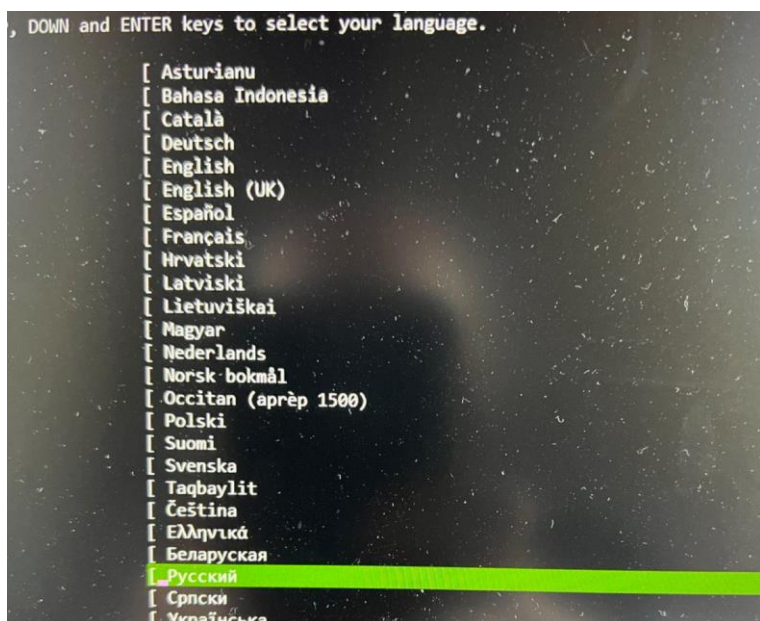 , DOWN and ENTER keys to select your language.
[ Asturianu
[ Bahasa Indonesia
[ Català
[ Deutsch
[ English
[ English (UK)
[ Español
[ Français
[ Hrvatski
[ Latviski
[ Lietuviškai
[ Magyar
[ Nederlands
[ Norsk bokmål
[ Occitan (aprèp 1500)
[ Polski
[ Suomi
[ Svenska
[ Taqbaylit
[ Čeština
[ Ελληνικά
[ Беларуская
[ Русский
[ Српски
[ Українська